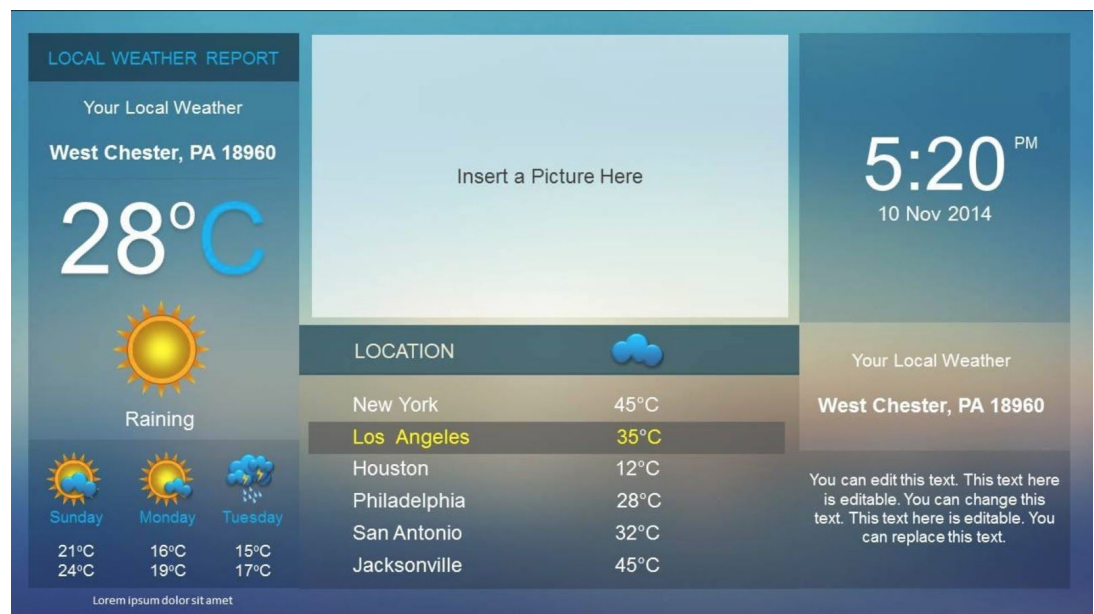 LOCAL WEATHER REPORT
Your Local Weather
West Chester, PA 18960
28°C
Raining
Sunday Monday Tuesday
21°C 16°C 15°C
24°C 19°C 17°C
Lorem ipsum dolor sit amet
Insert a Picture Here
LOCATION
New York 45°C
Los Angeles 35°C
Houston 12°C
Philadelphia 28°C
San Antonio 32°C
Jacksonville 45°C
5:20 PM
10 Nov 2014
Your Local Weather
West Chester, PA 18960
You can edit this text. This text here
is editable. You can change this
text. This text here is editable. You
can replace this text.